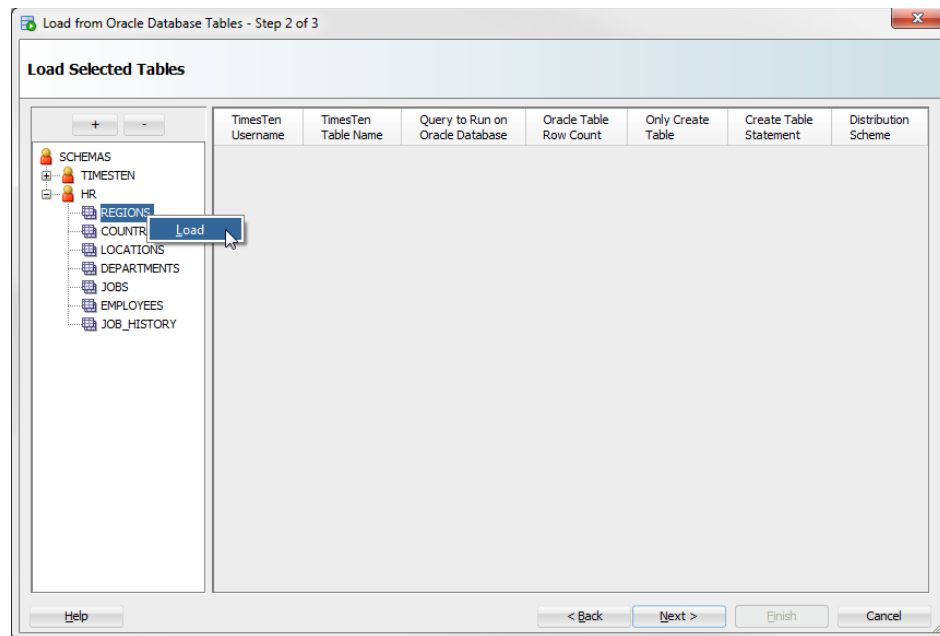 Load from Oracle Database Tables - Step 2 of 3
x
Load Selected Tables
+ -
TimesTen Username
TimesTen Table Name
Query to Run on Oracle Database
Oracle Table Row Count
Only Create Table
Create Table Statement
Distribution Scheme
SCHEMAS
TIMESTEN
HR
REGIONS
COUNTR
Load
LOCATIONS
DEPARTMENTS
JOBS
EMPLOYEES
JOB_HISTORY
Help
< Back
Next >
Finish
Cancel